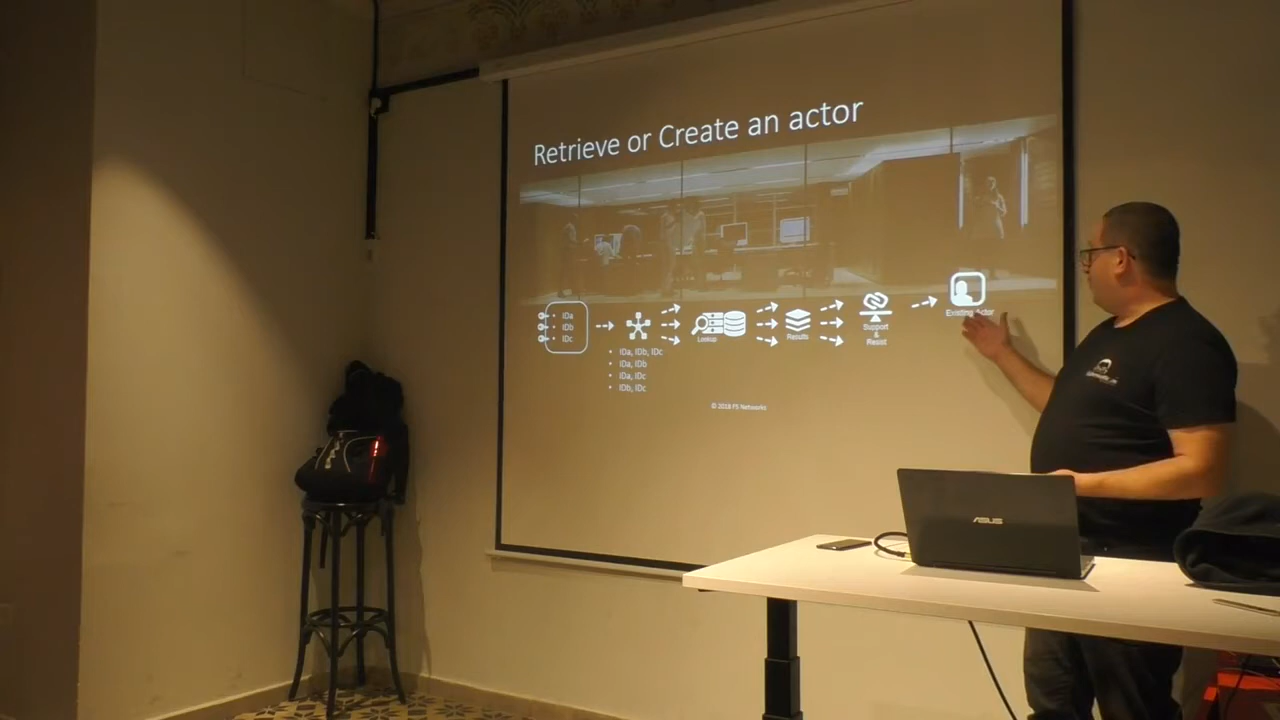 Retrieve or Create an actor
IDa
IDb
IDc
Lookup
Results
Support
&
Resist
Existing Actor
• IDa, IDb, IDc
• IDa, IDb
• IDa, IDc
• IDb, IDc
© 2018 F5 Networks
ASUS